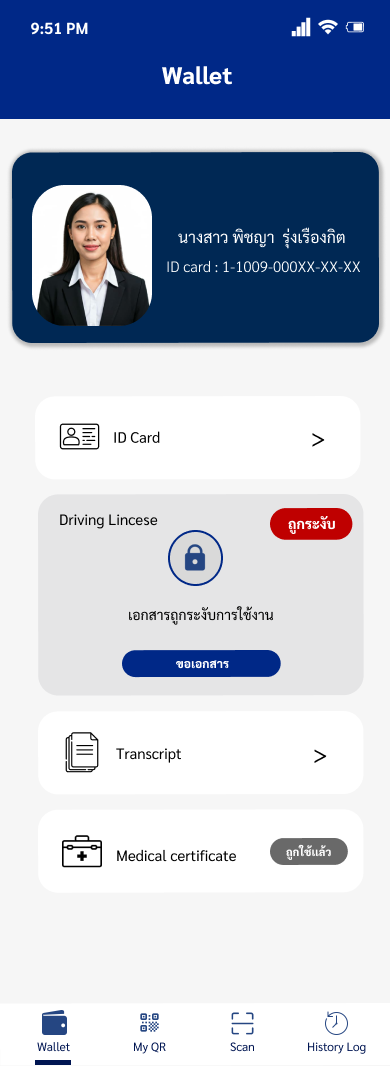 9:51 PM
Wallet
นางสาว พิชญา รุ่งเรืองกิต
ID card : 1-1009-000XX-XX-XX
ID Card
>
Driving Lincese
ถูกระงับ
เอกสารถูกระงับการใช้งาน
ขอเอกสาร
Transcript
>
Medical certificate
ถูกใช้แล้ว
Wallet
My QR
Scan
History Log